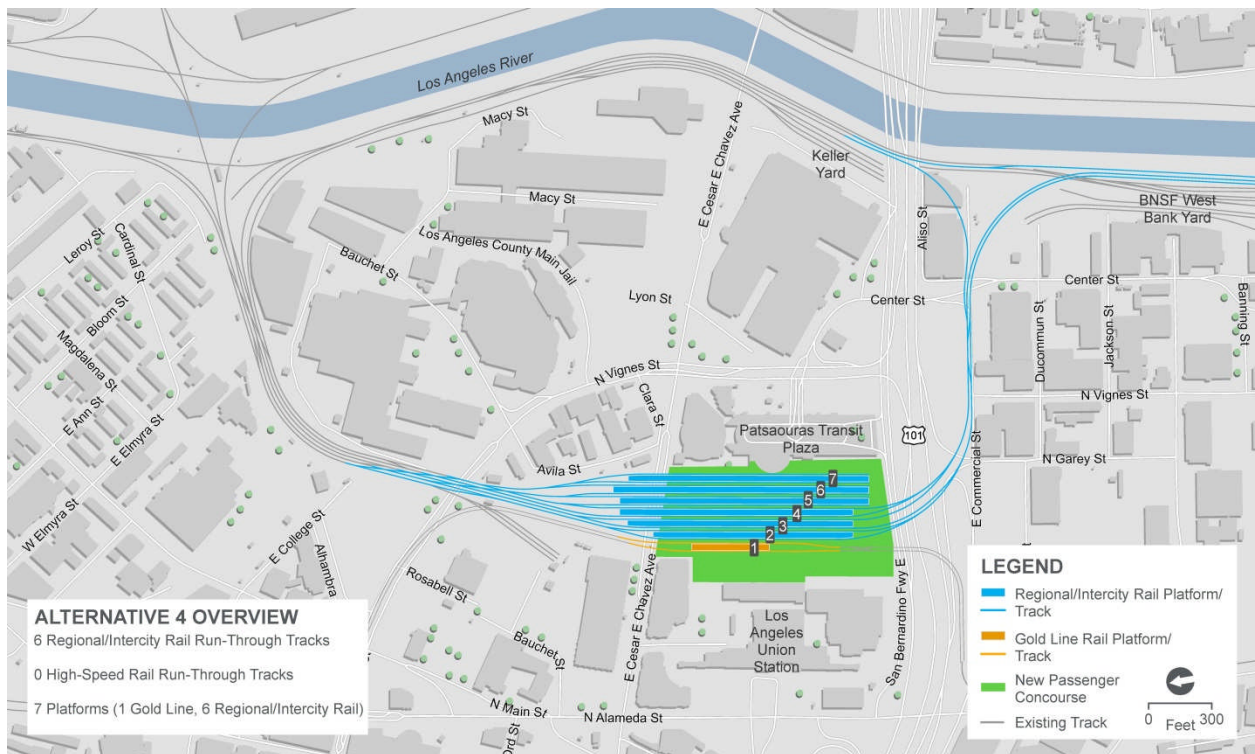 Los Angeles River
Macy St
Macy St
Keller
Yard
BNSF West
Bank Yard
E Cesar E Chavez Ave
Aliso St
Leroy St
Cardinal St
Bloom St
Magdalena St
E Ann St
E Elmyra St
W Elmyra St
Bauchet St
Los Angeles County Main Jail
Lyon St
Center St
Center St
Banning St
Ducommun St
Jackson St
N Vignes St
N Vignes St
Clara St
Patsaouras Transit
Plaza
101
N Garey St
E Commercial St
Avila St
E College St
Alhambra
7
6
5
4
3
2
1
Rosabell St
Bauchet St
E Cesar E Chavez Ave
Los
Angeles
Union
Station
San Bernardino Fwy E
N Main St
N Alameda St
ord St
St
ALTERNATIVE 4 OVERVIEW
6 Regional/Intercity Rail Run-Through Tracks
0 High-Speed Rail Run-Through Tracks
7 Platforms (1 Gold Line, 6 Regional/Intercity Rail)
LEGEND
Regional/Intercity Rail Platform/
Track
Gold Line Rail Platform/
Track
New Passenger
Concourse
Existing Track
0 300
Feet